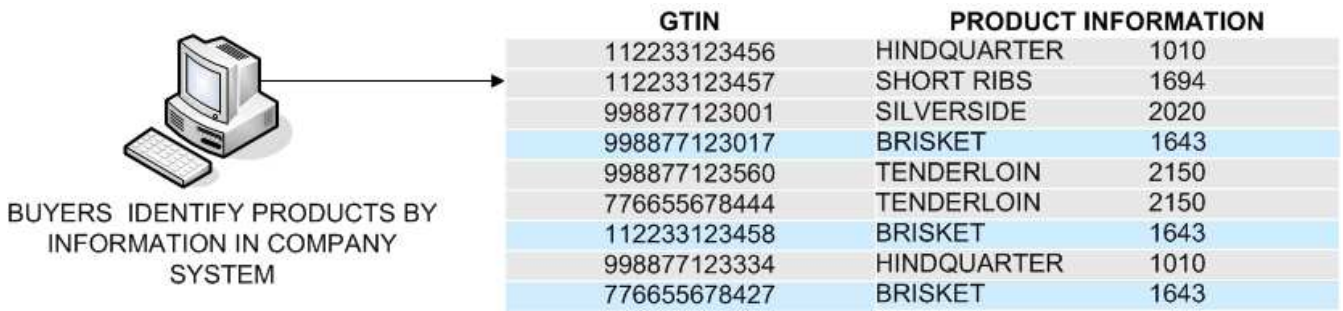 GTIN PRODUCT INFORMATION
112233123456 HINDQUARTER 1010
112233123457 SHORT RIBS 1694
998877123001 SILVERSIDE 2020
998877123017 BRISKET 1643
998877123560 TENDERLOIN 2150
776655678444 TENDERLOIN 2150
112233123458 BRISKET 1643
998877123334 HINDQUARTER 1010
776655678427 BRISKET 1643
BUYERS IDENTIFY PRODUCTS BY
INFORMATION IN COMPANY
SYSTEM